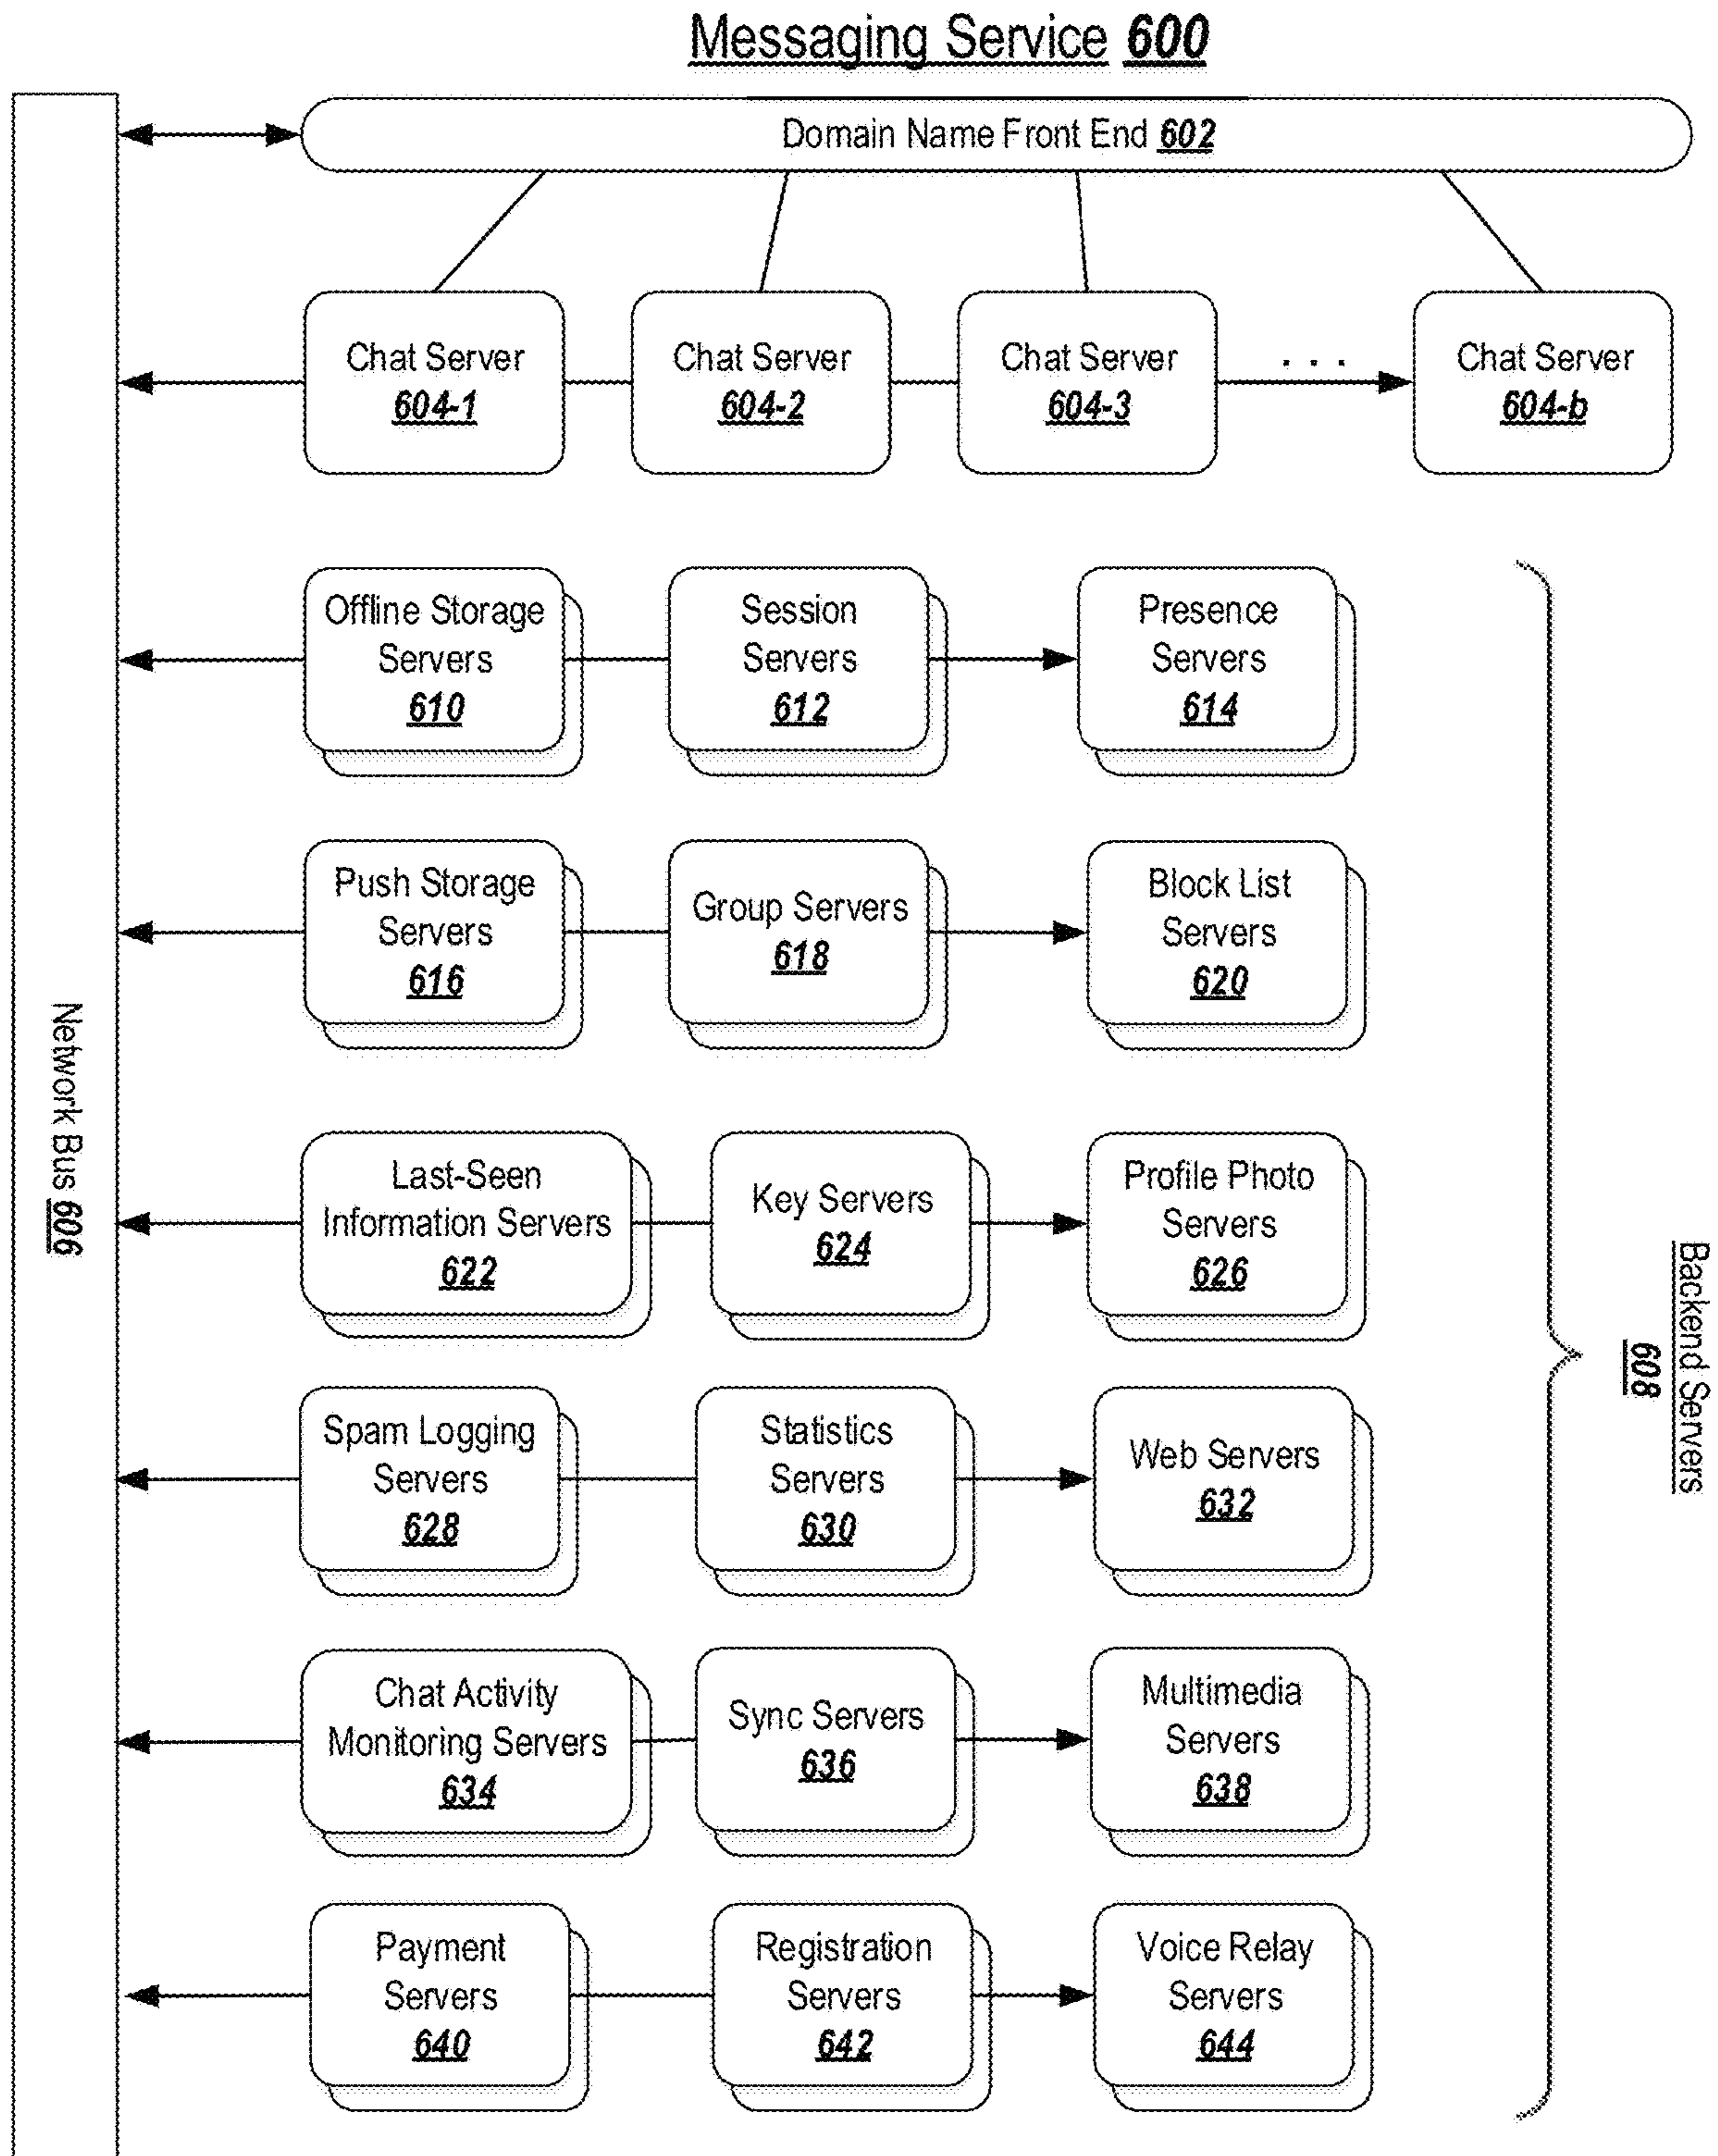 Messaging Service 600
Domain Name Front End 602
Chat Server
604-1
Chat Server
604-2
Chat Server
604-3
. . .
Chat Server
604-b
Offline Storage
Servers
610
Session
Servers
612
Presence
Servers
614
Push Storage
Servers
616
Group Servers
618
Block List
Servers
620
Last-Seen
Information Servers
622
Key Servers
624
Profile Photo
Servers
626
Spam Logging
Servers
628
Statistics
Servers
630
Web Servers
632
Chat Activity
Monitoring Servers
634
Sync Servers
636
Multimedia
Servers
638
Payment
Servers
640
Registration
Servers
642
Voice Relay
Servers
644
Network Bus 606
Backend Servers
608